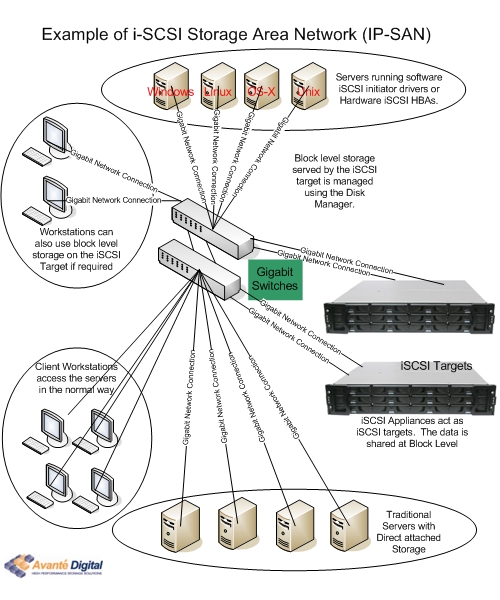 Example of i-SCSI Storage Area Network (IP-SAN)
Windows
Linux
OS-X
Unix
Servers running software
iSCSI initiator drivers or
Hardware iSCSI HBAs.
Gigabit Network Connection
Gigabit Network Connection
Gigabit Network Connection
Gigabit Network Connection
Gigabit Network Connection
Gigabit Network Connection
Block level storage
served by the iSCSI
target is managed
using the Disk
Manager.
Workstations can
also use block level
storage on the iSCSI
Target if required
Gigabit
Switches
Gigabit Network Connection
Gigabit Network Connection
Gigabit Network Connection
Gigabit Network Connection
iSCSI Targets
iSCSI Appliances act as
iSCSI targets. The data is
shared at Block Level
Client Workstations
access the servers
in the normal way.
Gigabit Network Connection
Gigabit Network Connection
Gigabit Network Connection
Gigabit Network Connection
Traditional
Servers with
Direct attached
Storage
Avanté Digital
HIGH PERFORMANCE STORAGE SOLUTIONS